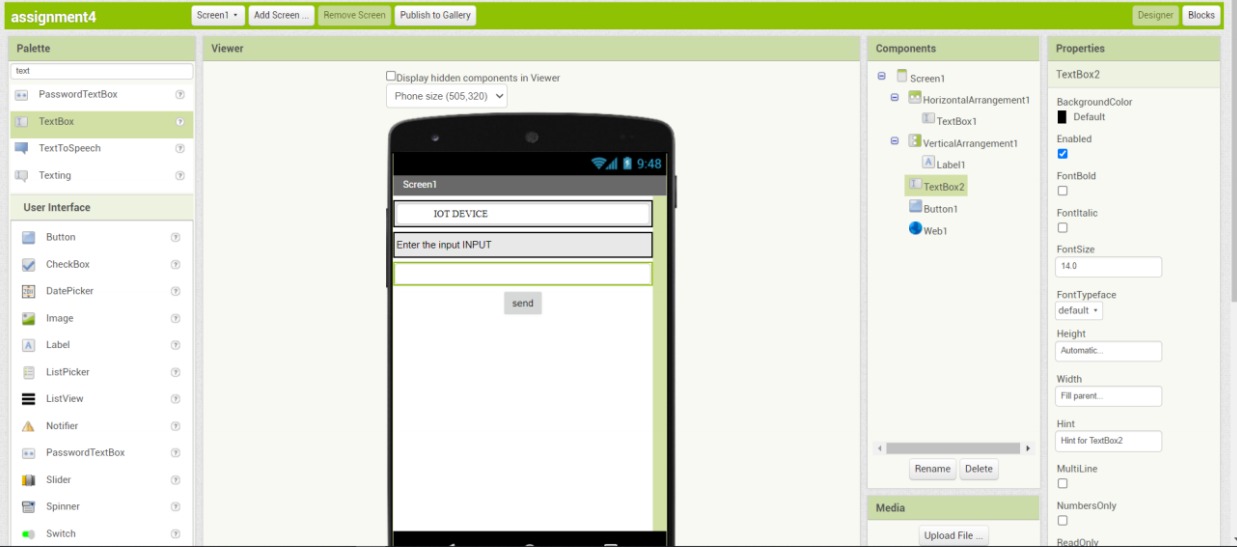 assignment4
Screen1
Add Screen ...
Remove Screen
Publish to Gallery
Designer
Blocks
Palette
text
PasswordTextBox
TextBox
TextToSpeech
Texting
User Interface
Button
CheckBox
DatePicker
Image
Label
ListPicker
ListView
Notifier
PasswordTextBox
Slider
Spinner
Switch
Viewer
Display hidden components in Viewer
Phone size (505,320)
9:48
Screen1
IOT DEVICE
Enter the input INPUT
send
Components
Screen1
HorizontalArrangement1
TextBox1
VerticalArrangement1
Label1
TextBox2
Button1
Web1
Rename
Delete
Media
Upload File ...
Properties
TextBox2
BackgroundColor
Default
Enabled
FontBold
FontItalic
FontSize
14.0
FontTypeface
default
Height
Automatic...
Width
Fill parent...
Hint
Hint for TextBox2
MultiLine
NumbersOnly
ReadOnly